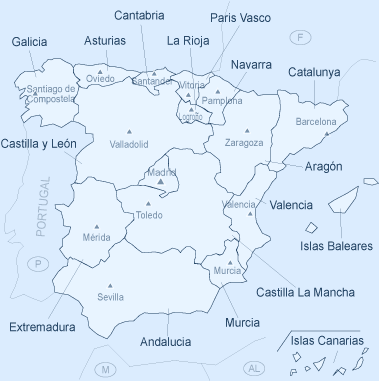 Cantabria
Paris Vasco
Galicia
Asturias
La Rioja
F
Navarra
Catalunya
Oviedo
Santander
Vitoria
Santiago de
Compostela
Pamplona
Logroño
Barcelona
Castilla y León
Valladolid
Zaragoza
Madrid
Aragón
PORTUGAL
Toledo
Valencia
Valencia
Mérida
Islas Baleares
P
Murcia
Sevilla
Castilla La Mancha
Extremadura
Andalucia
Murcia
Islas Canarias
M
AL